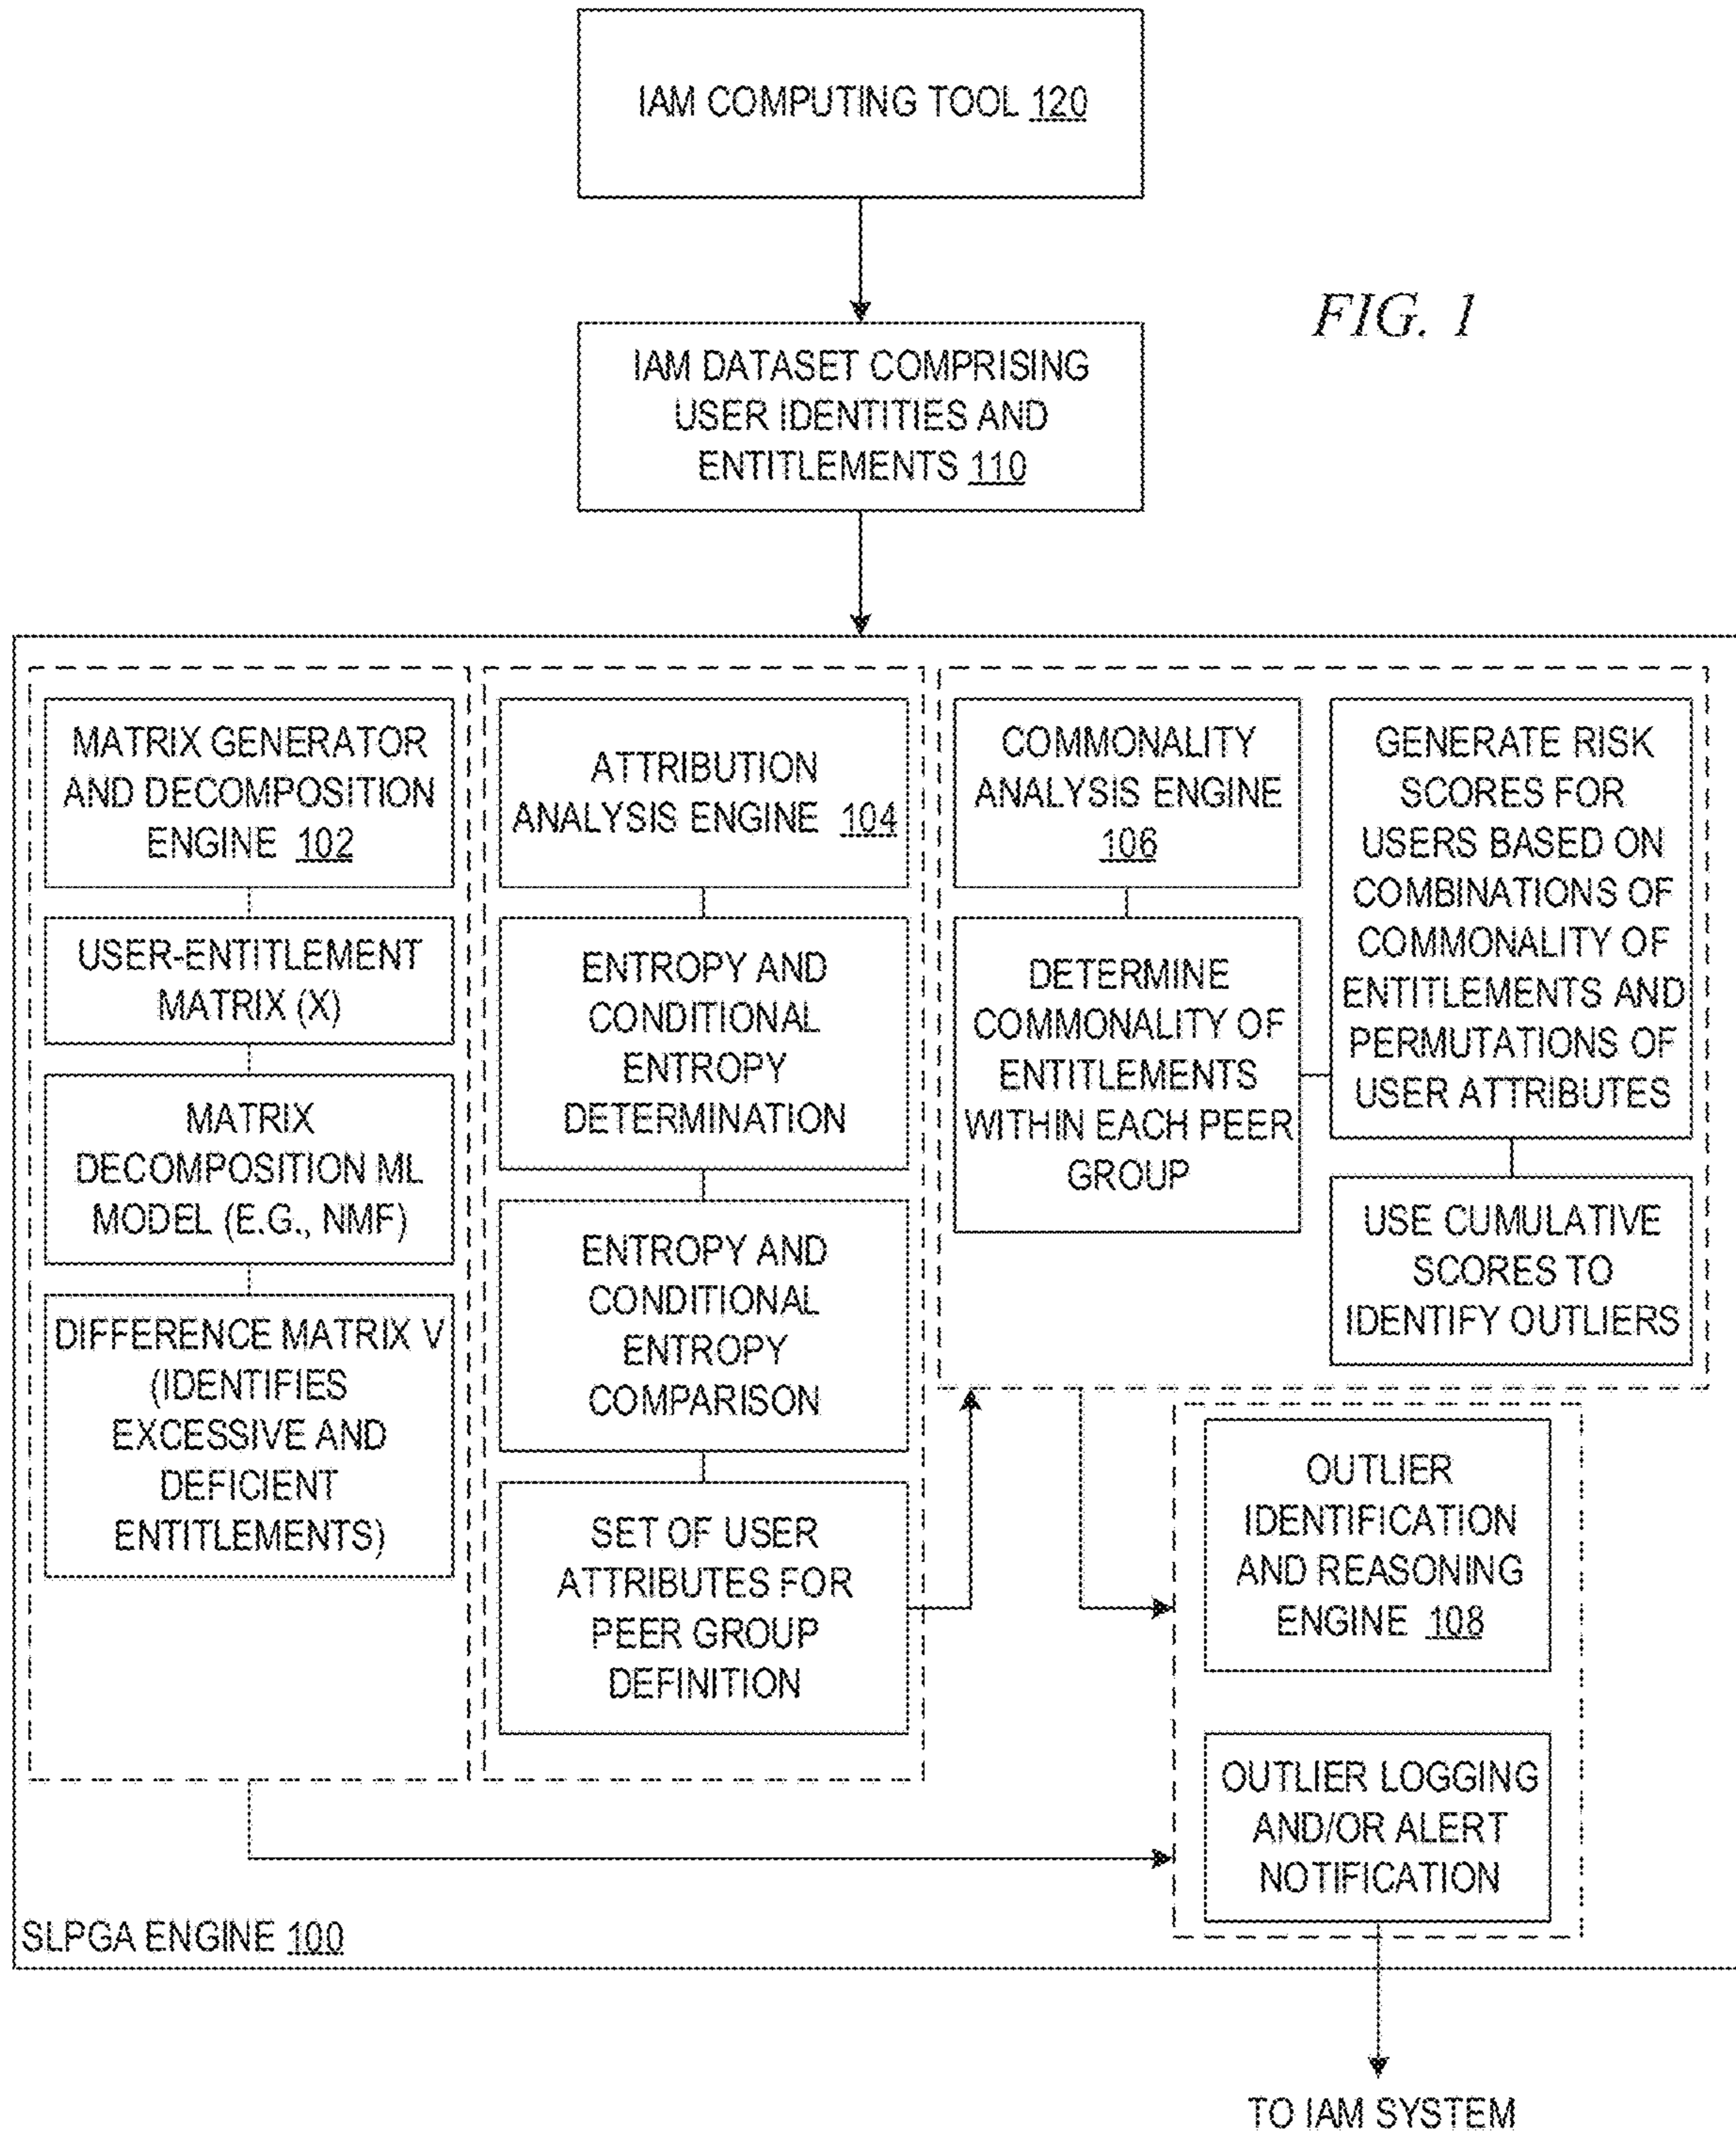 IAM COMPUTING TOOL 120
FIG. 1
IAM DATASET COMPRISING
USER IDENTITIES AND
ENTITLEMENTS 110
MATRIX GENERATOR
AND DECOMPOSITION
ENGINE 102
USER-ENTITLEMENT
MATRIX (X)
MATRIX
DECOMPOSITION ML
MODEL (E.G., NMF)
DIFFERENCE MATRIX V
(IDENTIFIES
EXCESSIVE AND
DEFICIENT
ENTITLEMENTS)
ATTRIBUTION
ANALYSIS ENGINE 104
ENTROPY AND
CONDITIONAL
ENTROPY
DETERMINATION
ENTROPY AND
CONDITIONAL
ENTROPY
COMPARISON
SET OF USER
ATTRIBUTES FOR
PEER GROUP
DEFINITION
COMMONALITY
ANALYSIS ENGINE
106
DETERMINE
COMMONALITY OF
ENTITLEMENTS
WITHIN EACH PEER
GROUP
GENERATE RISK
SCORES FOR
USERS BASED ON
COMBINATIONS OF
COMMONALITY OF
ENTITLEMENTS AND
PERMUTATIONS OF
USER ATTRIBUTES
USE CUMULATIVE
SCORES TO
IDENTIFY OUTLIERS
OUTLIER
IDENTIFICATION
AND REASONING
ENGINE 108
OUTLIER LOGGING
AND/OR ALERT
NOTIFICATION
SLPGA ENGINE 100
TO IAM SYSTEM